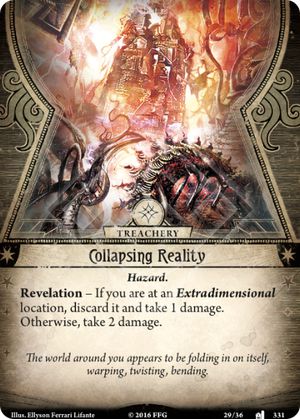 TREACHERY
Collapsing Reality
Hazard.
Revelation – If you are at an Extradimensional
location, discard it and take 1 damage.
Otherwise, take 2 damage.
The world around you appears to be folding in on itself,
warping, twisting, bending.
Illus. Ellyson Ferrari Lifante
© 2016 FFG
29/36
331